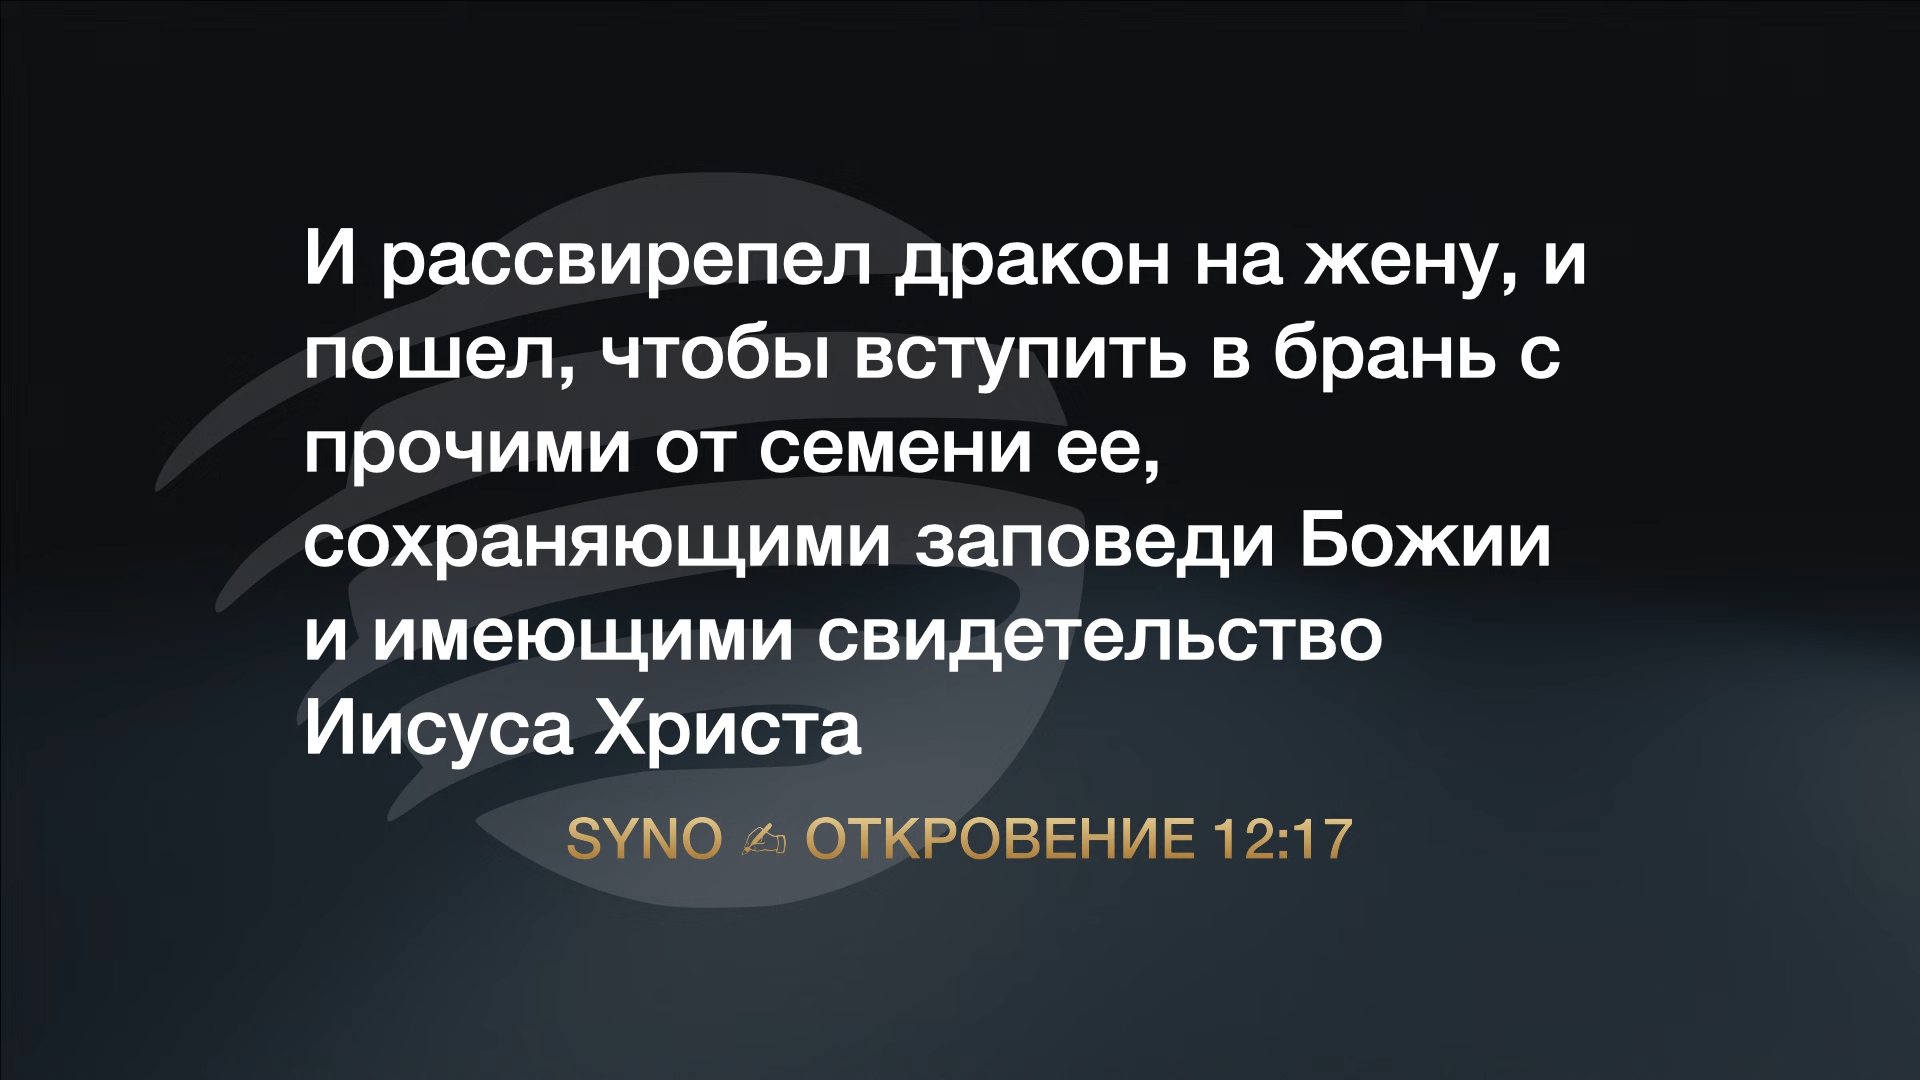 И рассвирепел дракон на жену, и
пошел, чтобы вступить в брань с
прочими от семени ее,
сохраняющими заповеди Божии
и имеющими свидетельство
Иисуса Христа
SYNO ✍ ОТКРОВЕНИЕ 12:17